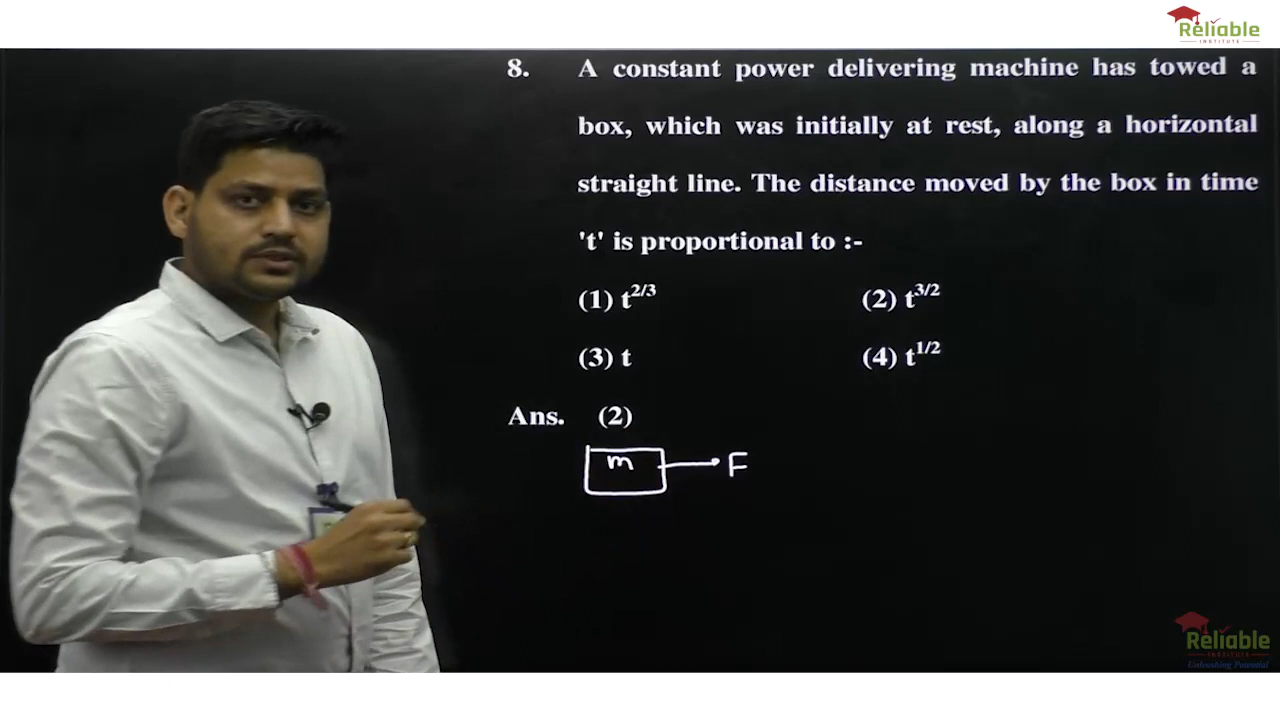 Reliable
INSTITUTE
8. A constant power delivering machine has towed a
box, which was initially at rest, along a horizontal
straight line. The distance moved by the box in time
't' is proportional to :-
(1) t^2/3 (2) t^3/2
(3) t (4) t^1/2
Ans. (2)
m F
Reliable
INSTITUTE
Unleashing Potential